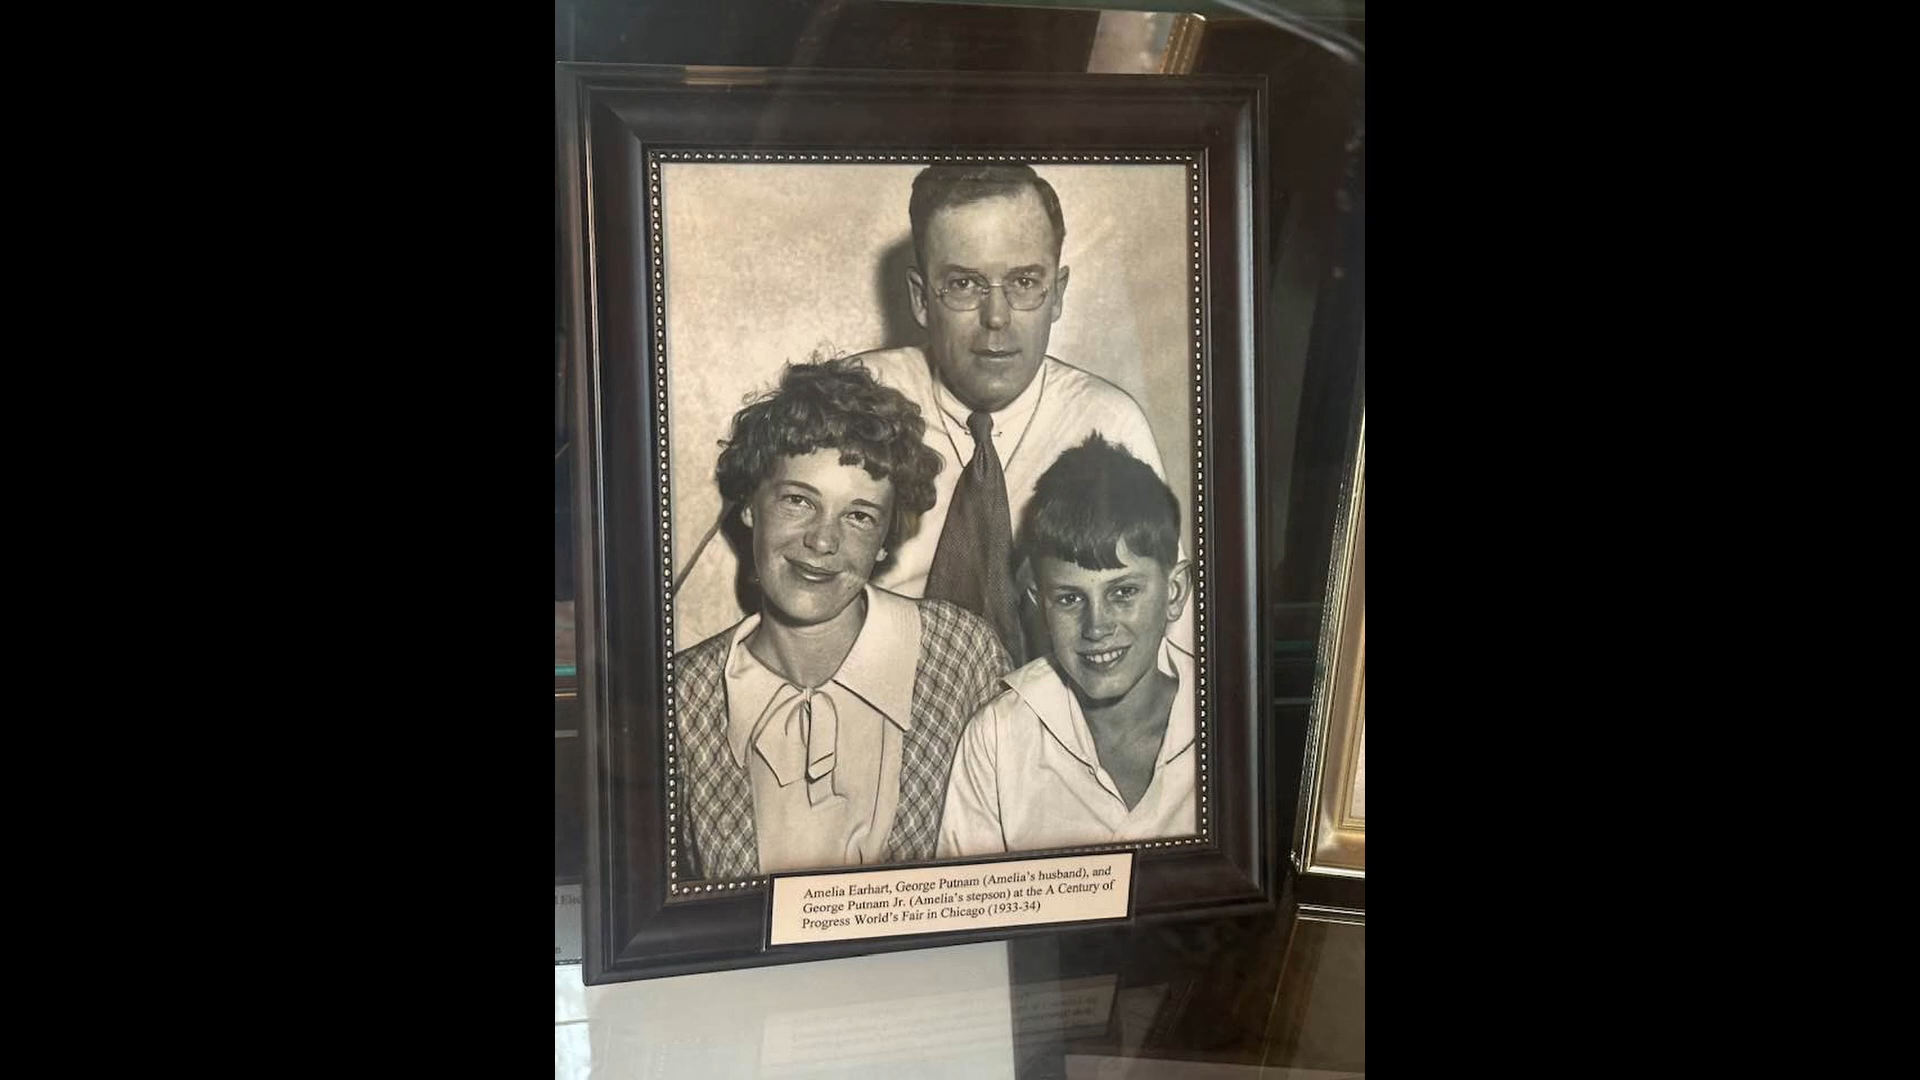 Amelia Earhart, George Putnam (Amelia's husband), and
George Putnam Jr. (Amelia's stepson) at the A Century of
Progress World's Fair in Chicago (1933-34)